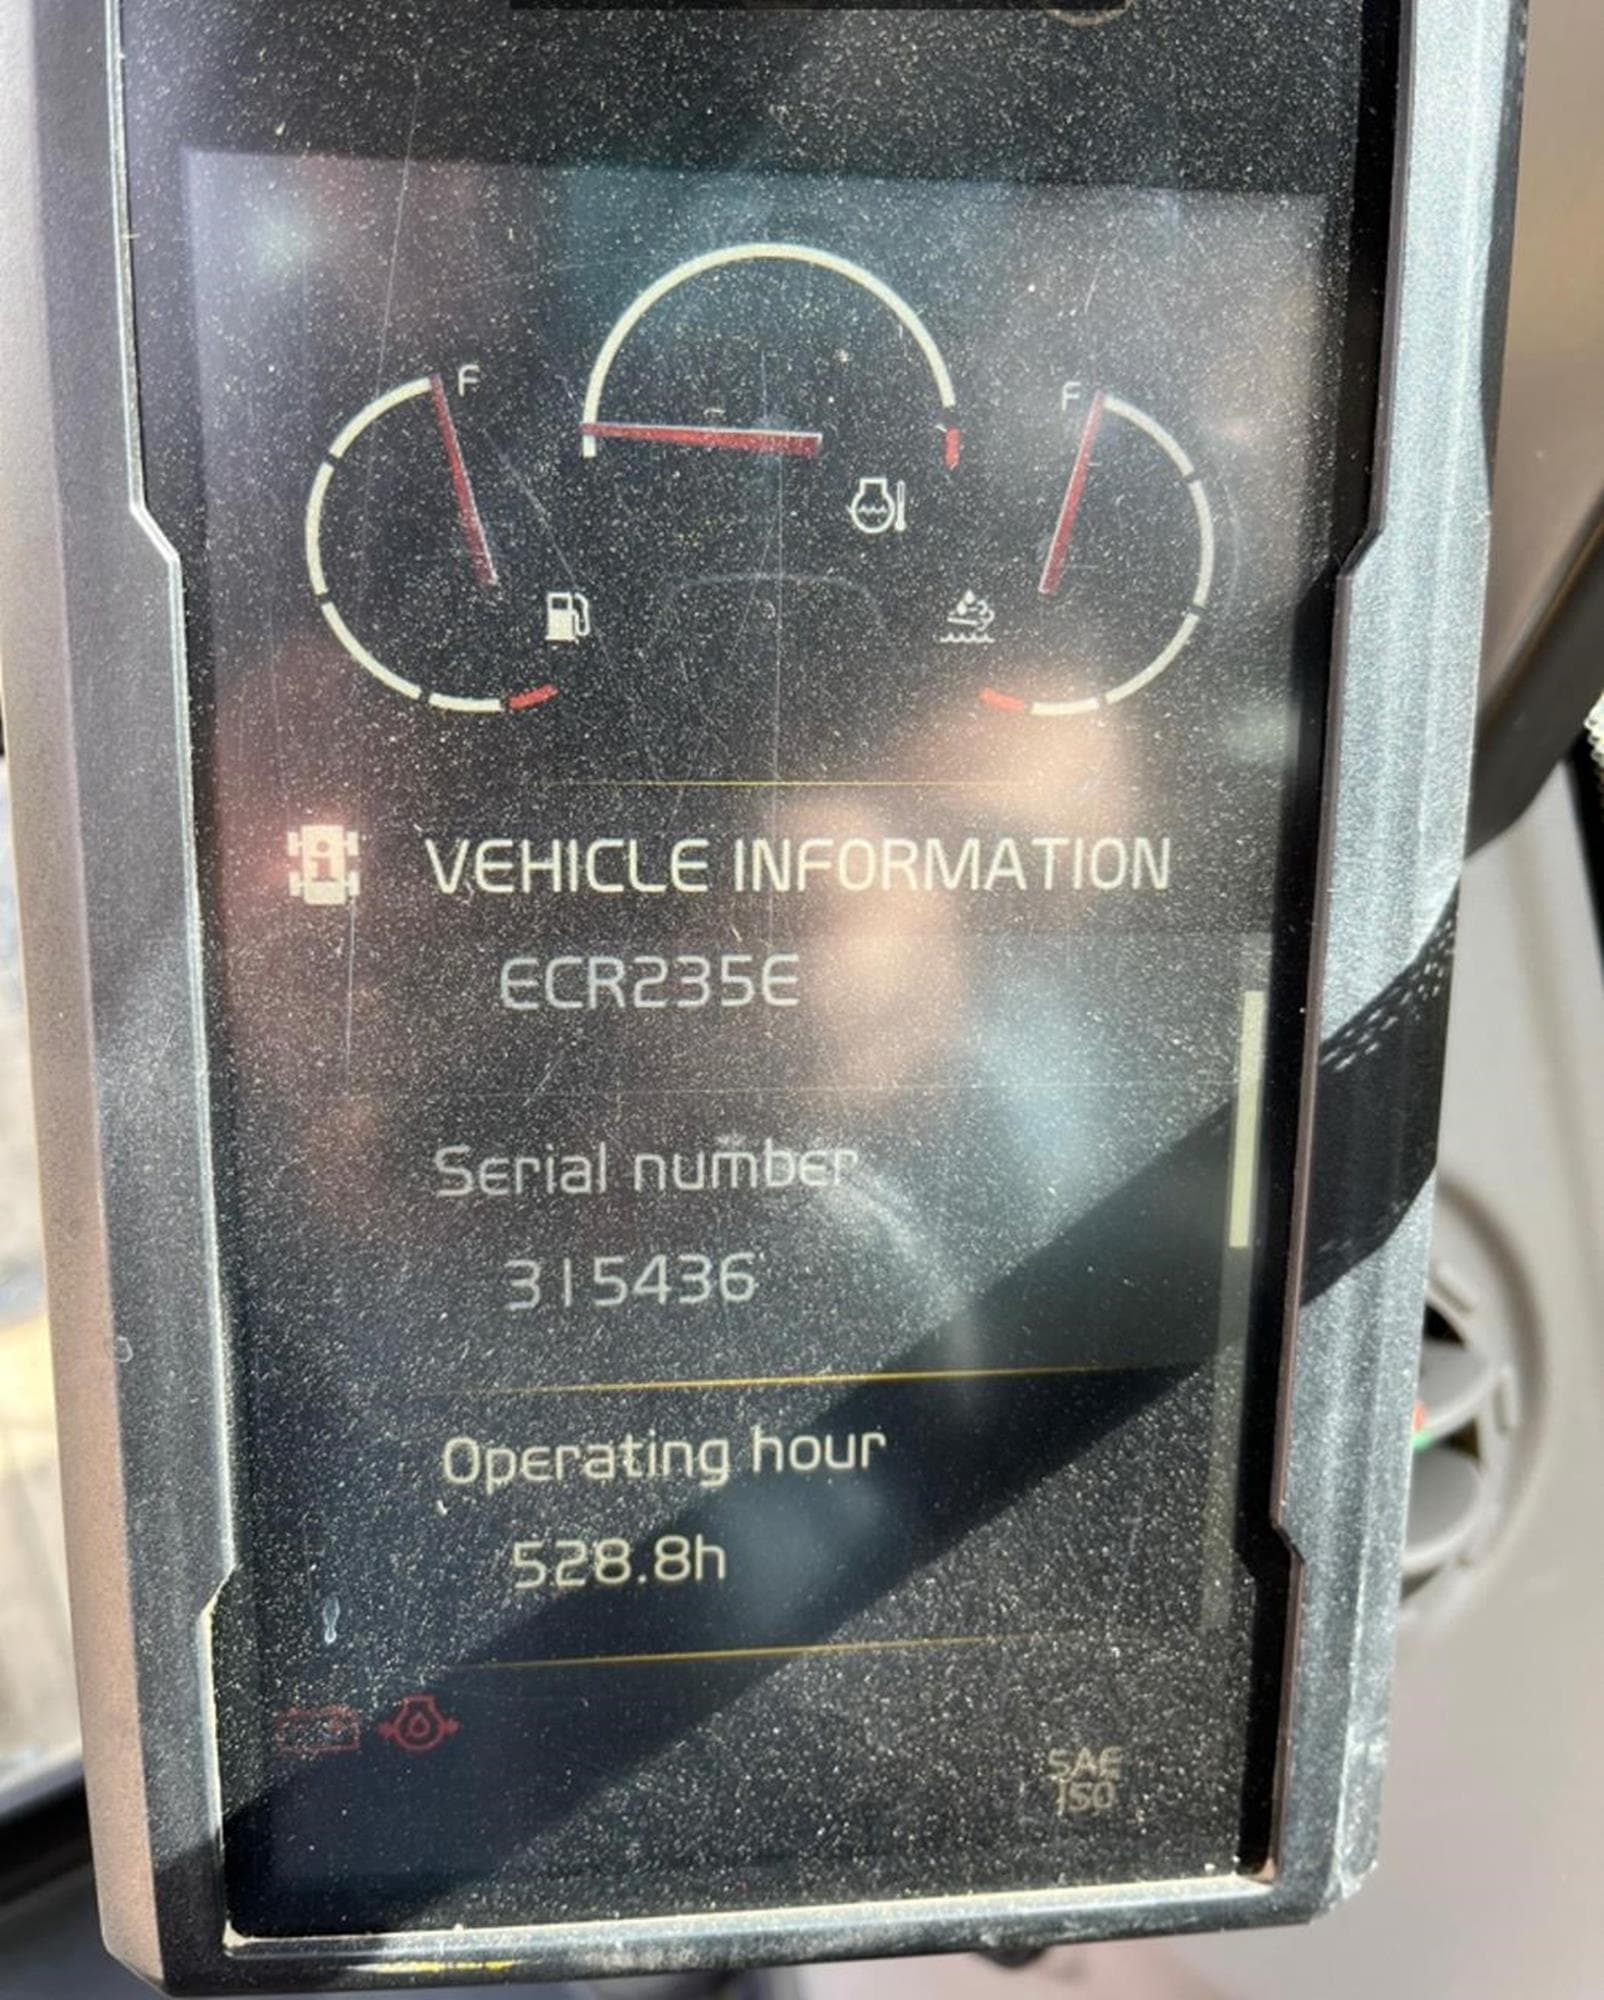 F
F
VEHICLE INFORMATION
ECR235E
Serial number
315436
Operating hour
528.8h
SAE
ISO